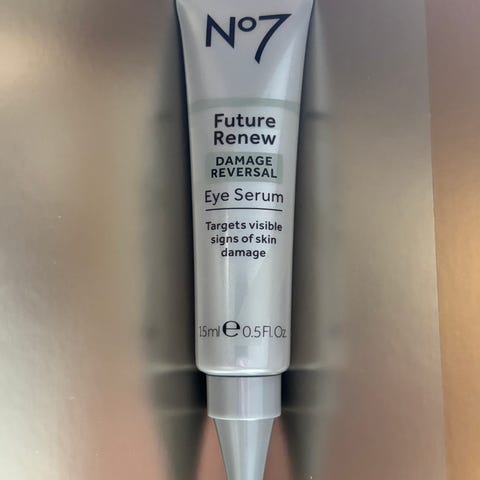 No7
Future
Renew
DAMAGE
REVERSAL
Eye Serum
Targets visible
signs of skin
damage
15ml ℮ 0.5Fl.Oz.